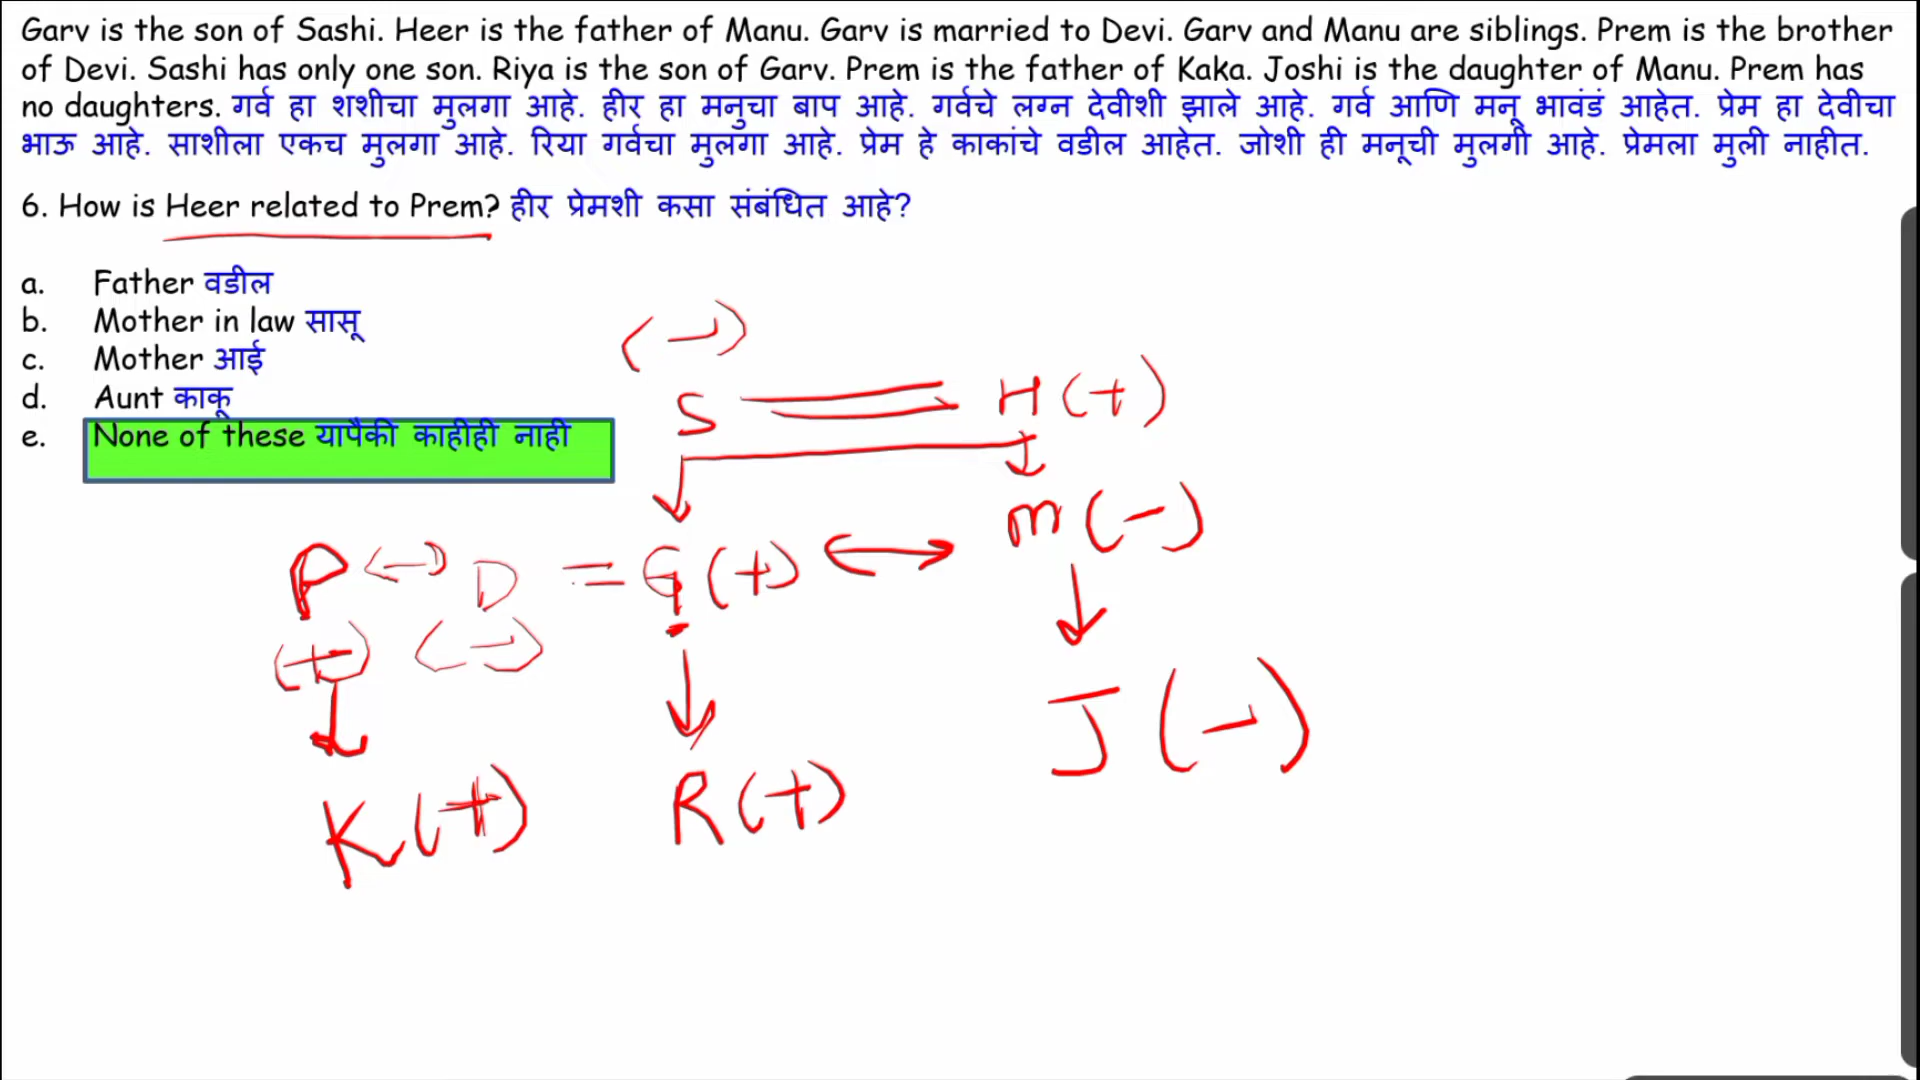 Garv is the son of Sashi. Heer is the father of Manu. Garv is married to Devi. Garv and Manu are siblings. Prem is the brother
of Devi. Sashi has only one son. Riya is the son of Garv. Prem is the father of Kaka. Joshi is the daughter of Manu. Prem has
no daughters. गर्व हा शशीचा मुलगा आहे. हीर हा मनुचा बाप आहे. गर्वचे लग्न देवीशी झाले आहे. गर्व आणि मनू भावंडं आहेत. प्रेम हा देवीचा
भाऊ आहे. साशीला एकच मुलगा आहे. रिया गर्वचा मुलगा आहे. प्रेम हे काकांचे वडील आहेत. जोशी ही मनूची मुलगी आहे. प्रेमला मुली नाहीत.
6. How is Heer related to Prem? हीर प्रेमशी कसा संबंधित आहे?
a. Father वडील
b. Mother in law सासू
c. Mother आई
d. Aunt काकू
e. None of these यापैकी काहीही नाही
(-)
S H (+)
P D = G (+) M (-)
(+) (-)
J (-)
K (+) R (+)